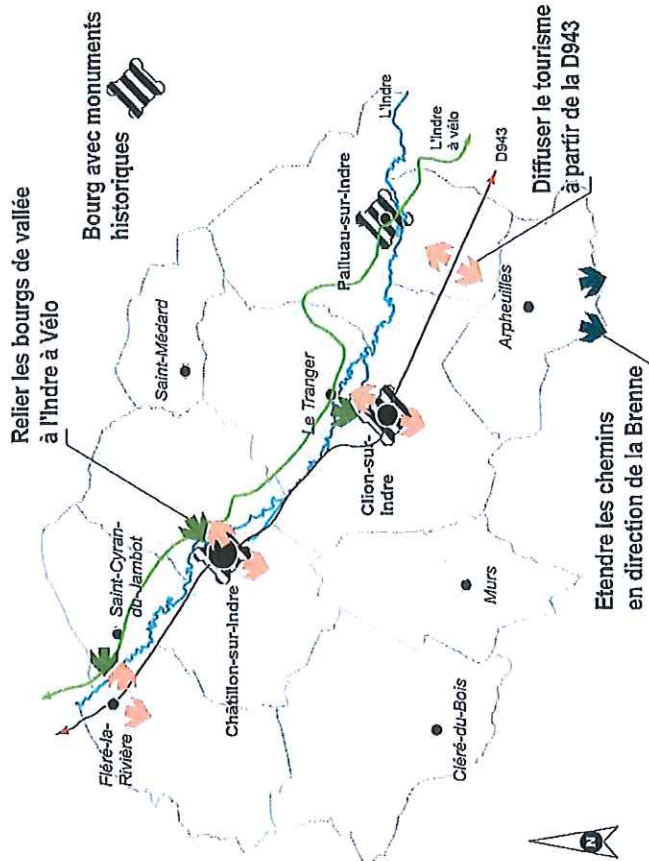 Relier les bourgs de vallée
à l'Indre à Vélo
Bourg avec monuments
historiques
Saint-Médard
Saint-Cyran-
du-Jambot
Fléré-la-
Rivière
Châtillon-sur-Indre
Le Tranger
Palluau-sur-Indre
L'Indre
L'Indre
à vélo
D943
Clion-sur-
Indre
Diffuser le tourisme
à partir de la D943
Arpheuilles
Murs
Cléré-du-Bois
Etendre les chemins
en direction de la Brenne
N